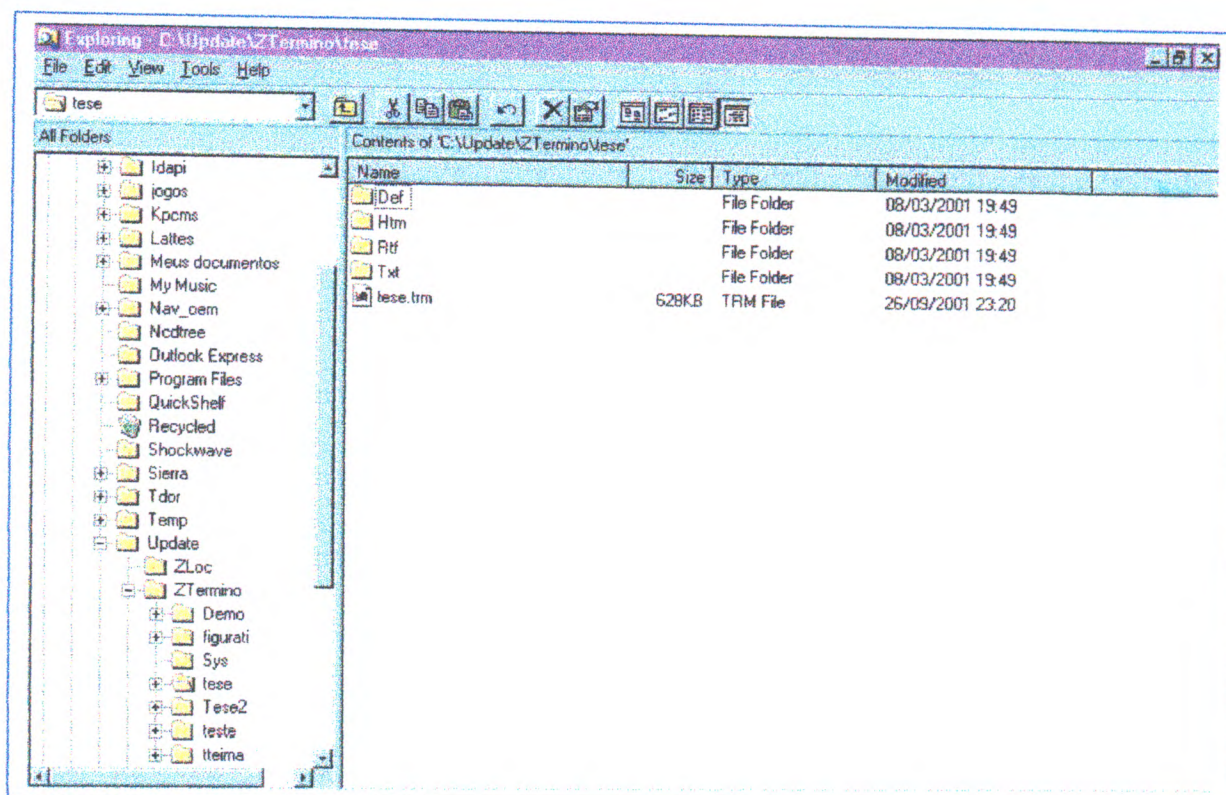 Exploring - C:\Update\ZTermino\tese
File Edit View Tools Help
tese
All Folders
Contents of 'C:\Update\ZTermino\tese'
Idapi
jogos
Kpcms
Lattes
Meus documentos
My Music
Nav_oem
Ncdtree
Outlook Express
Program Files
QuickShelf
Recycled
Shockwave
Sierra
Tdor
Temp
Update
ZLoc
ZTermino
Demo
figurati
Sys
tese
Tese2
teste
tteima
Name Size Type Modified
Def File Folder 08/03/2001 19:49
Htm File Folder 08/03/2001 19:49
Rtf File Folder 08/03/2001 19:49
Txt File Folder 08/03/2001 19:49
tese.trm 628KB TRM File 26/09/2001 23:20